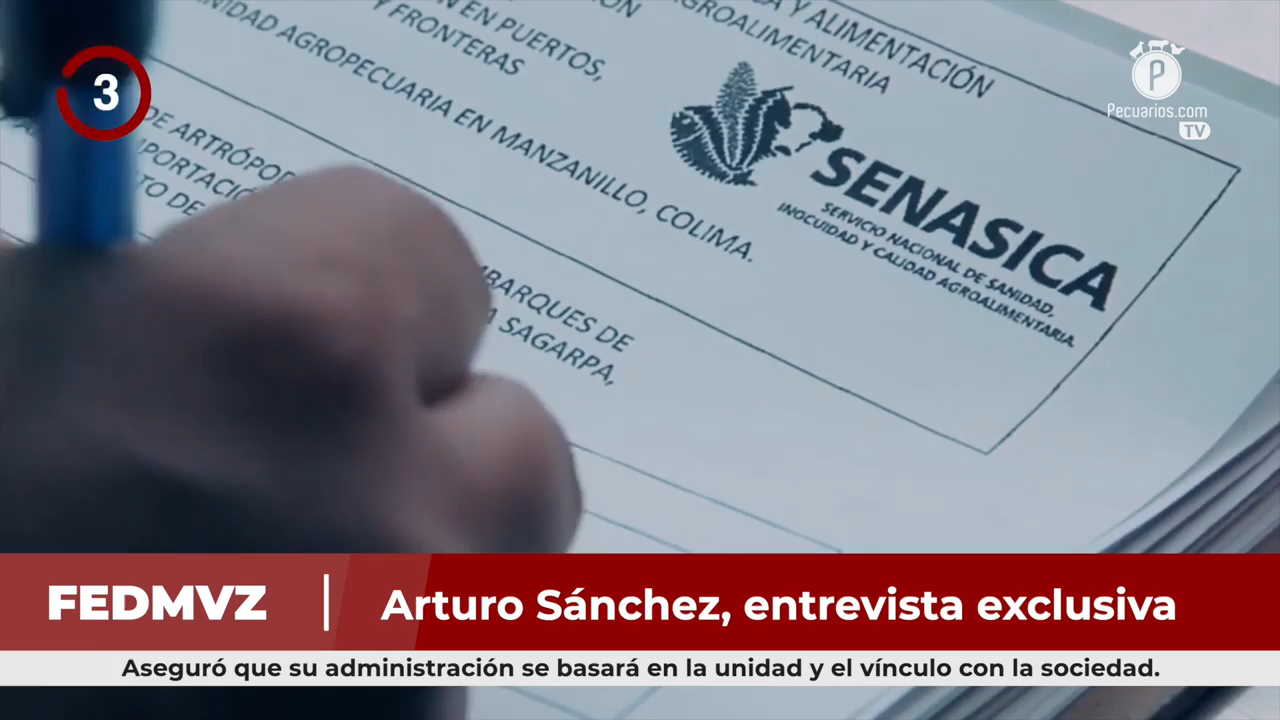 3
Y ALIMENTACIÓN
AGROALIMENTARIA
EN PUERTOS,
Y FRONTERAS
AGROPECUARIA EN MANZANILLO, COLIMA.
DE
DE
BARQUES DE
SAGARPA,
SENASICA
SERVICIO NACIONAL DE SANIDAD,
INOCUIDAD Y CALIDAD AGROALIMENTARIA
P
Pecuarios.com
TV
FEDMVZ
Arturo Sánchez, entrevista exclusiva
Aseguró que su administración se basará en la unidad y el vínculo con la sociedad.